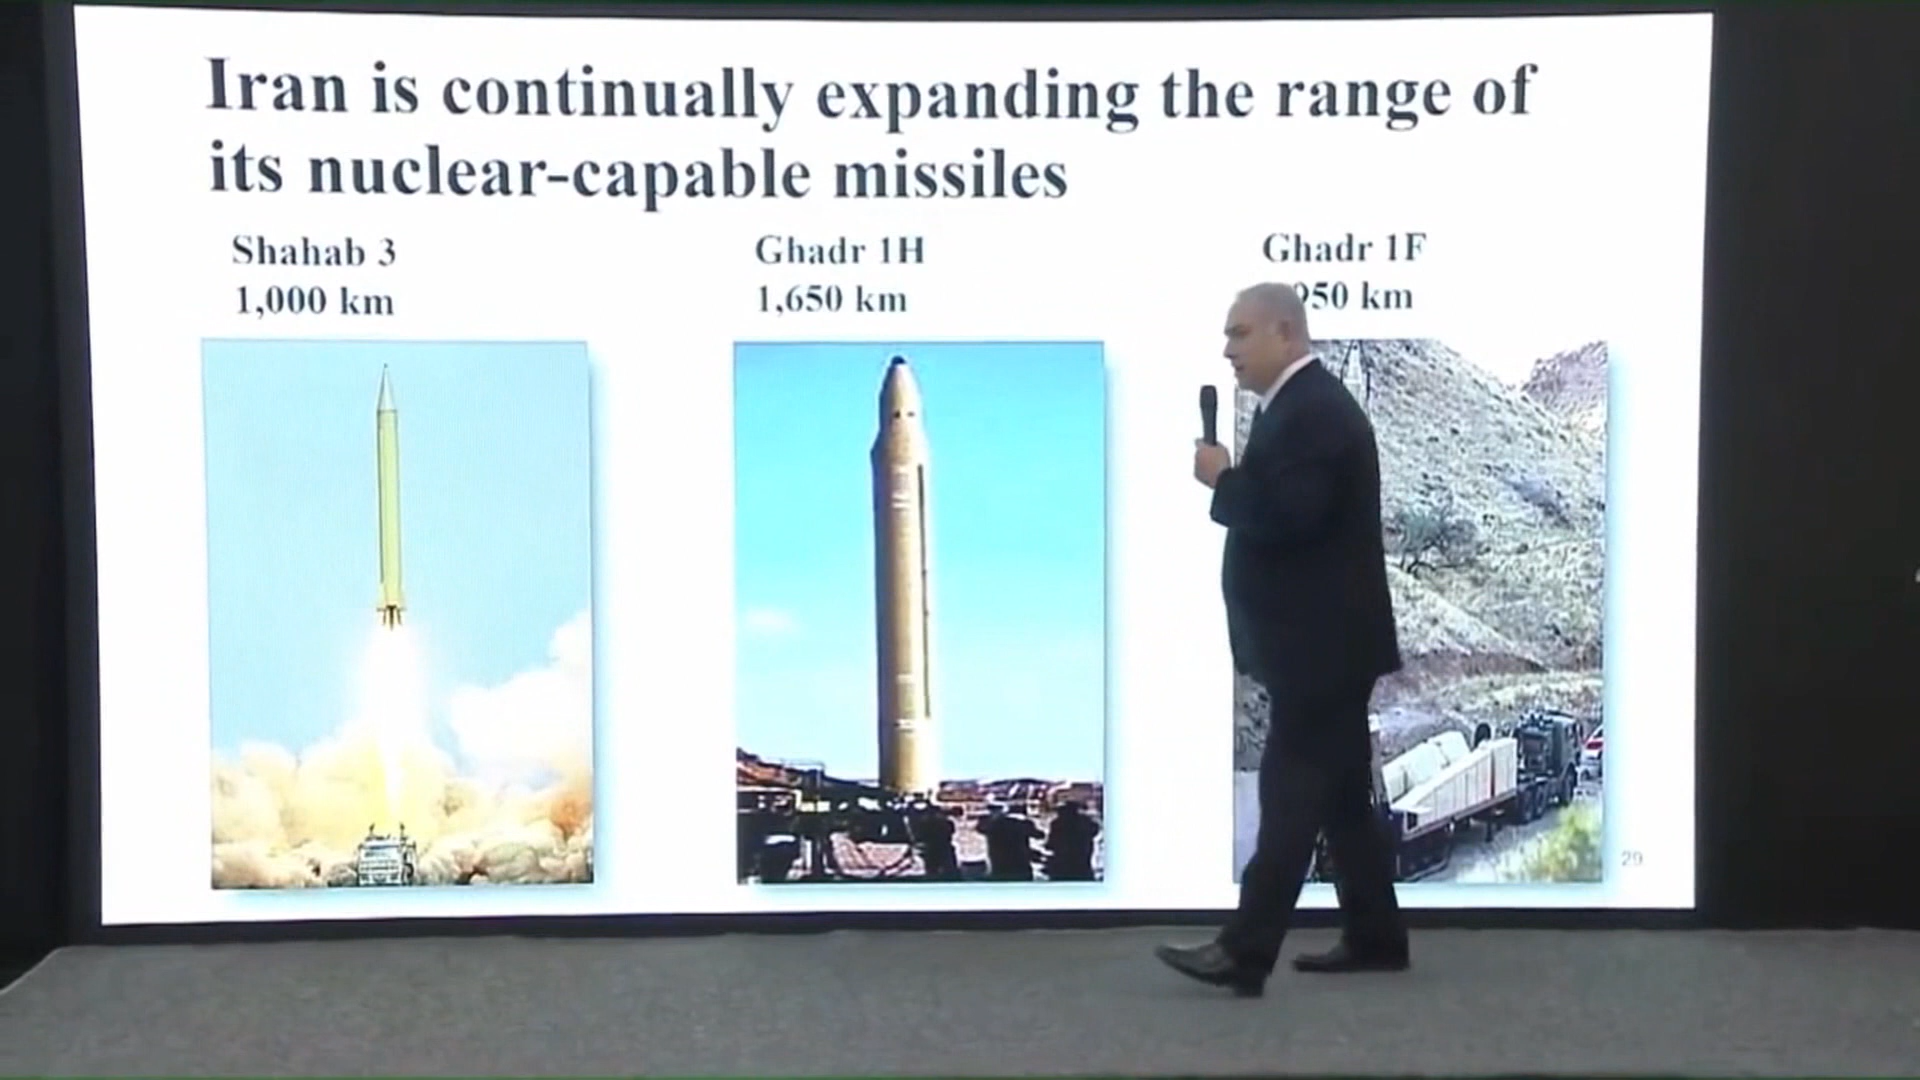 Iran is continually expanding the range of
its nuclear-capable missiles
Shahab 3
1,000 km
Ghadr 1H
1,650 km
Ghadr 1F
950 km
29